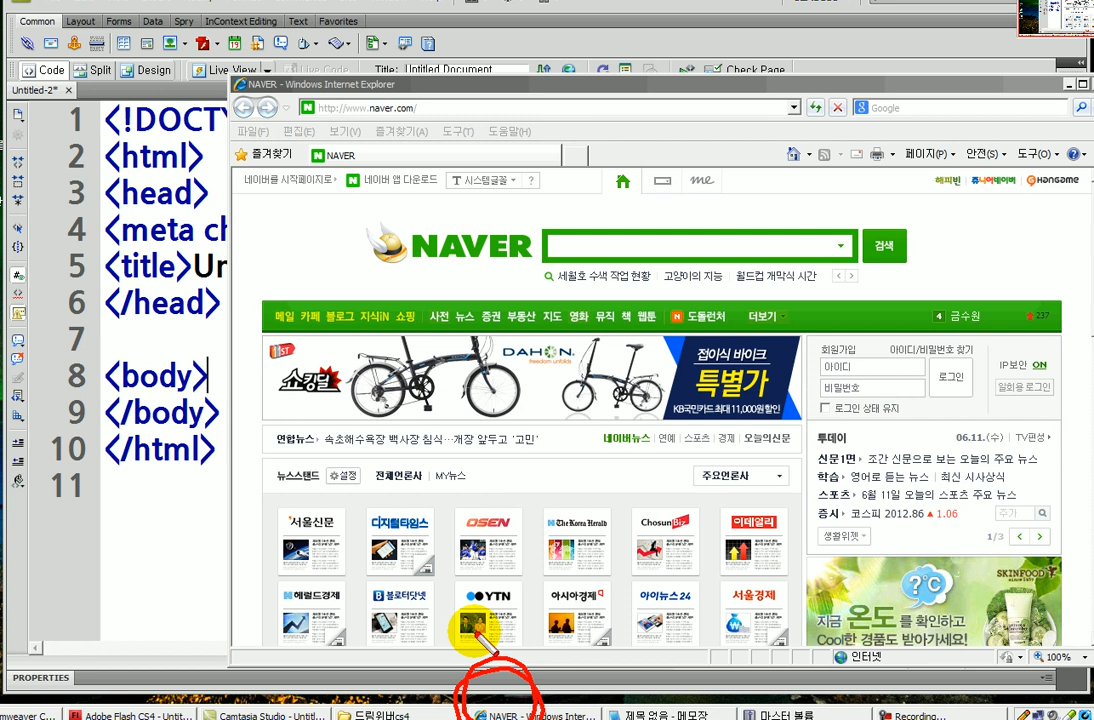 Common Layout Forms Data Spry InContext Editing Text Favorites
Code Split Design Live View Live Code Title: Untitled Document Check Page
Untitled-2* ×
NAVER - Windows Internet Explorer
http://www.naver.com/
Google
파일(F) 편집(E) 보기(V) 즐겨찾기(A) 도구(T) 도움말(H)
즐겨찾기 NAVER 페이지(P) 안전(S) 도구(O)
네이버를 시작페이지로 네이버 앱 다운로드 T 시스템글꼴 ? me 해피빈 쥬니어네이버 HANGAME
1 <!DOCTY
2 <html>
3 <head>
4 <meta ch
5 <title>Un
6 </head>
7
8 <body>
9 </body>
10 </html>
11
NAVER 검색
세월호 수색 작업 현황 고양이의 지능 월드컵 개막식 시간
메일 카페 블로그 지식iN 쇼핑 사전 뉴스 증권 부동산 지도 영화 뮤직 책 웹툰 N 도돌런처 더보기 4 금수원 237
1ST
쇼킹딜
DAHON
접이식 바이크
특별가
KB국민카드 최대 11,000원할인
회원가입 아이디/비밀번호 찾기
아이디
비밀번호
로그인
로그인 상태 유지
IP보안 ON
일회용 로그인
연합뉴스 속초해수욕장 백사장 침식…개장 앞두고 '고민' 네이버뉴스 연예 스포츠 경제 오늘의신문
뉴스스탠드 설정 전체언론사 MY뉴스 주요언론사
서울신문 디지털타임스 OSEN The Korea Herald ChosunBiz 이데일리
헤럴드경제 블로터닷넷 YTN 아시아경제 아이뉴스24 서울경제
투데이 06.11.(수) TV편성
신문1면 조간 신문으로 보는 오늘의 주요 뉴스
학습 영어로 듣는 뉴스 최신 시사상식
스포츠 6월 11일 오늘의 스포츠 주요 뉴스
증시 코스피 2012.86 ▲ 1.06 추가
생활위젯 1/3
?°C
SKINFOOD
지금 온도를 확인하고
Cool한 경품도 받아가세요!
인터넷 100%
PROPERTIES
mweaver C... Adobe Flash CS4 - Untit... Camtasia Studio - Untitl... 드림위버cs4 NAVER - Windows Inter... 제목 없음 - 메모장 마스터 볼륨 Recording...